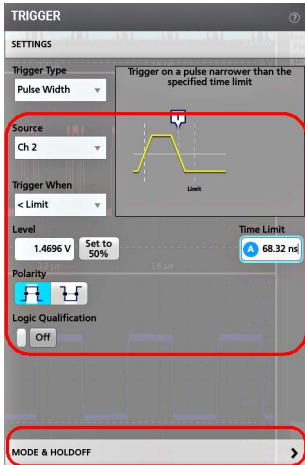 TRIGGER
?
SETTINGS
Trigger Type
Pulse Width
Trigger on a pulse narrower than the
specified time limit
Source
Ch 2
T
Limit
Trigger When
< Limit
Level
Time Limit
1.4696 V
Set to
50%
A 68.32 ns
Polarity
16 µs
Logic Qualification
Off
MODE & HOLDOFF